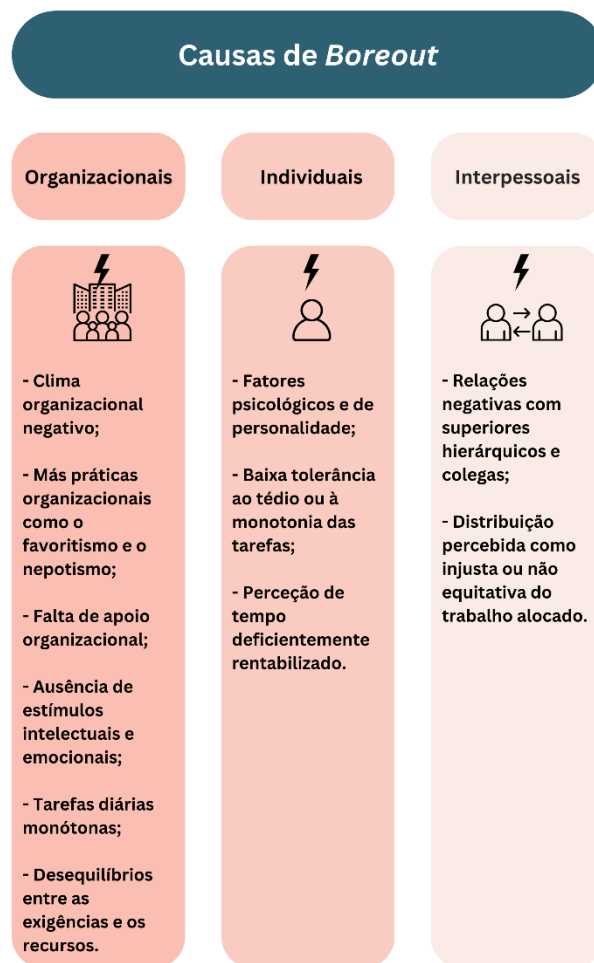 Causas de Boreout
Organizacionais
Individuais
Interpessoais
- Clima
organizacional
negativo;
- Más práticas
organizacionais
como o
favoritismo e o
nepotismo;
- Falta de apoio
organizacional;
- Ausência de
estímulos
intelectuais e
emocionais;
- Tarefas diárias
monótonas;
- Desequilíbrios
entre as
exigências e os
recursos.
- Fatores
psicológicos e de
personalidade;
- Baixa tolerância
ao tédio ou à
monotonia das
tarefas;
- Perceção de
tempo
deficientemente
rentabilizado.
- Relações
negativas com
superiores
hierárquicos e
colegas;
- Distribuição
percebida como
injusta ou não
equitativa do
trabalho alocado.